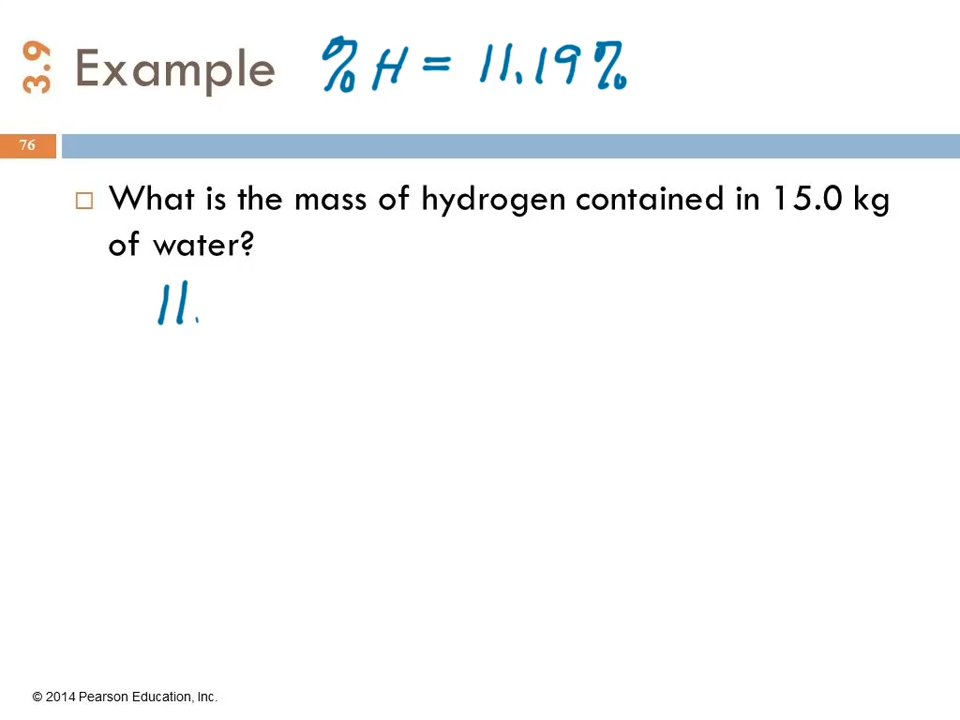 3.9
Example %H = 11.19%
76
What is the mass of hydrogen contained in 15.0 kg
of water?
11.
© 2014 Pearson Education, Inc.